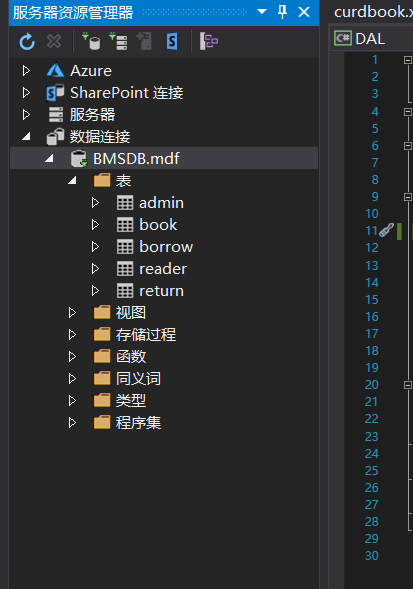 服务器资源管理器
curdbook.x
DAL
Azure
SharePoint 连接
服务器
数据连接
BMSDB.mdf
表
admin
book
borrow
reader
return
视图
存储过程
函数
同义词
类型
程序集
1
2
3
4
5
6
7
8
9
10
11
12
13
14
15
16
17
18
19
20
21
22
23
24
25
26
27
28
29
30